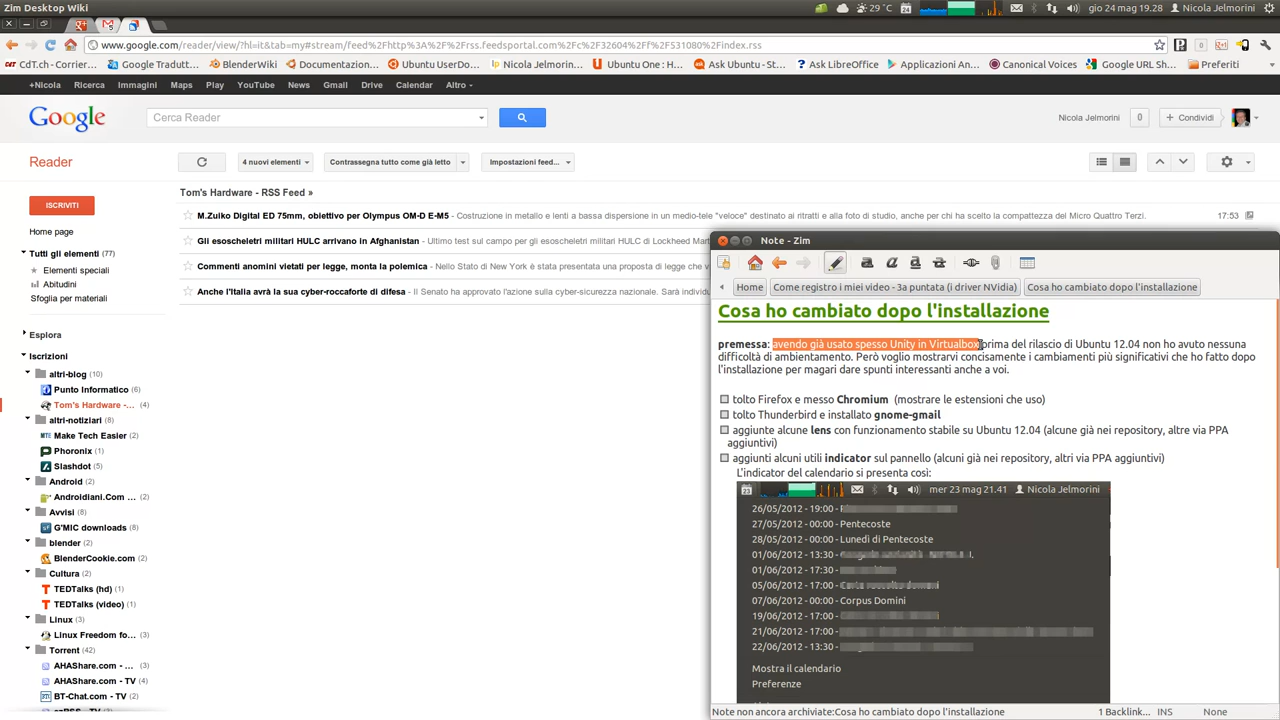 Zim Desktop Wiki
29 °C
gio 24 mag 19.28
Nicola Jelmorini
www.google.com/reader/view/?hl=it&tab=my#stream/feed%2Fhttp%3A%2F%2Frss.feedsportal.com%2Fc%2F32604%2Ff%2F531080%2Findex.rss
CdT.ch - Corrier...
Google Tradutt...
BlenderWiki
Documentazion...
Ubuntu UserDo...
Nicola Jelmorin...
Ubuntu One : H...
Ask Ubuntu - St...
Ask LibreOffice
Applicazioni An...
Canonical Voices
Google URL Sh...
Preferiti
+Nicola Ricerca Immagini Maps Play YouTube News Gmail Drive Calendar Altro
Google
Cerca Reader
Nicola Jelmorini
0
+ Condividi
Reader
4 nuovi elementi
Contrassegna tutto come già letto
Impostazioni feed...
Tom's Hardware - RSS Feed »
ISCRIVITI
M.Zuiko Digital ED 75mm, obiettivo per Olympus OM-D E-M5 - Costruzione in metallo e lenti a bassa dispersione in un medio-tele "veloce" destinato ai ritratti e alla foto di studio, anche per chi ha scelto la compattezza del Micro Quattro Terzi. 17:53
Gli esoscheletri militari HULC arrivano in Afghanistan - Ultimo test sul campo per gli esoscheletri militari HULC di Lockheed Mart
Commenti anomini vietati per legge, monta la polemica - Nello Stato di New York è stata presentata una proposta di legge c
Anche l'Italia avrà la sua cyber-roccaforte di difesa - Il Senato ha approvato l'azione sulla cyber-sicurezza nazionale. Sarà indivi
Home page
Tutti gli elementi (77)
Elementi speciali
Abitudini
Sfoglia per materiali
Esplora
Iscrizioni
altri-blog (10)
Punto Informatico (6)
Tom's Hardware -... (4)
altri-notiziari (8)
Make Tech Easier (2)
Phoronix (1)
Slashdot (5)
Android (2)
Androidiani.Com ... (2)
Avvisi (7)
G'MIC downloads (7)
blender (1)
BlenderCookie.com (1)
Cultura (2)
TEDTalks (hd) (1)
TEDTalks (video) (1)
Linux (3)
Linux Freedom fo... (3)
Torrent (42)
AHAShare.com - ... (3)
AHAShare.com - TV (4)
BT-Chat.com - TV (2)
ezRSS - TV (3)
Note - Zim
Home
Come registro i miei video - 3a puntata (i driver NVidia)
Cosa ho cambiato dopo l'installazione
Cosa ho cambiato dopo l'installazione
premessa: avendo già usato spesso Unity in Virtualbox prima del rilascio di Ubuntu 12.04 non ho avuto nessuna
difficoltà di ambientamento. Però voglio mostrarvi concisamente i cambiamenti più significativi che ho fatto dopo
l'installazione per magari dare spunti interessanti anche a voi.
tolto Firefox e messo Chromium (mostrare le estensioni che uso)
tolto Thunderbird e installato gnome-gmail
aggiunte alcune lens con funzionamento stabile su Ubuntu 12.04 (alcune già nei repository, altre via PPA
aggiuntivi)
aggiunti alcuni utili indicator sul pannello (alcuni già nei repository, altri via PPA aggiuntivi)
L'indicator del calendario si presenta cosi:
mer 23 mag 21.41 Nicola Jelmorini
26/05/2012 - 19:00 -
27/05/2012 - 00:00 - Pentecoste
28/05/2012 - 00:00 - Lunedì di Pentecoste
01/06/2012 - 13:30 -
01/06/2012 - 17:30 -
05/06/2012 - 17:00 -
07/06/2012 - 00:00 - Corpus Domini
19/06/2012 - 17:00 -
21/06/2012 - 17:00 -
22/06/2012 - 13:30 -
Mostra il calendario
Preferenze
Note non ancora archiviate:Cosa ho cambiato dopo l'installazione
1 Backlink... INS None